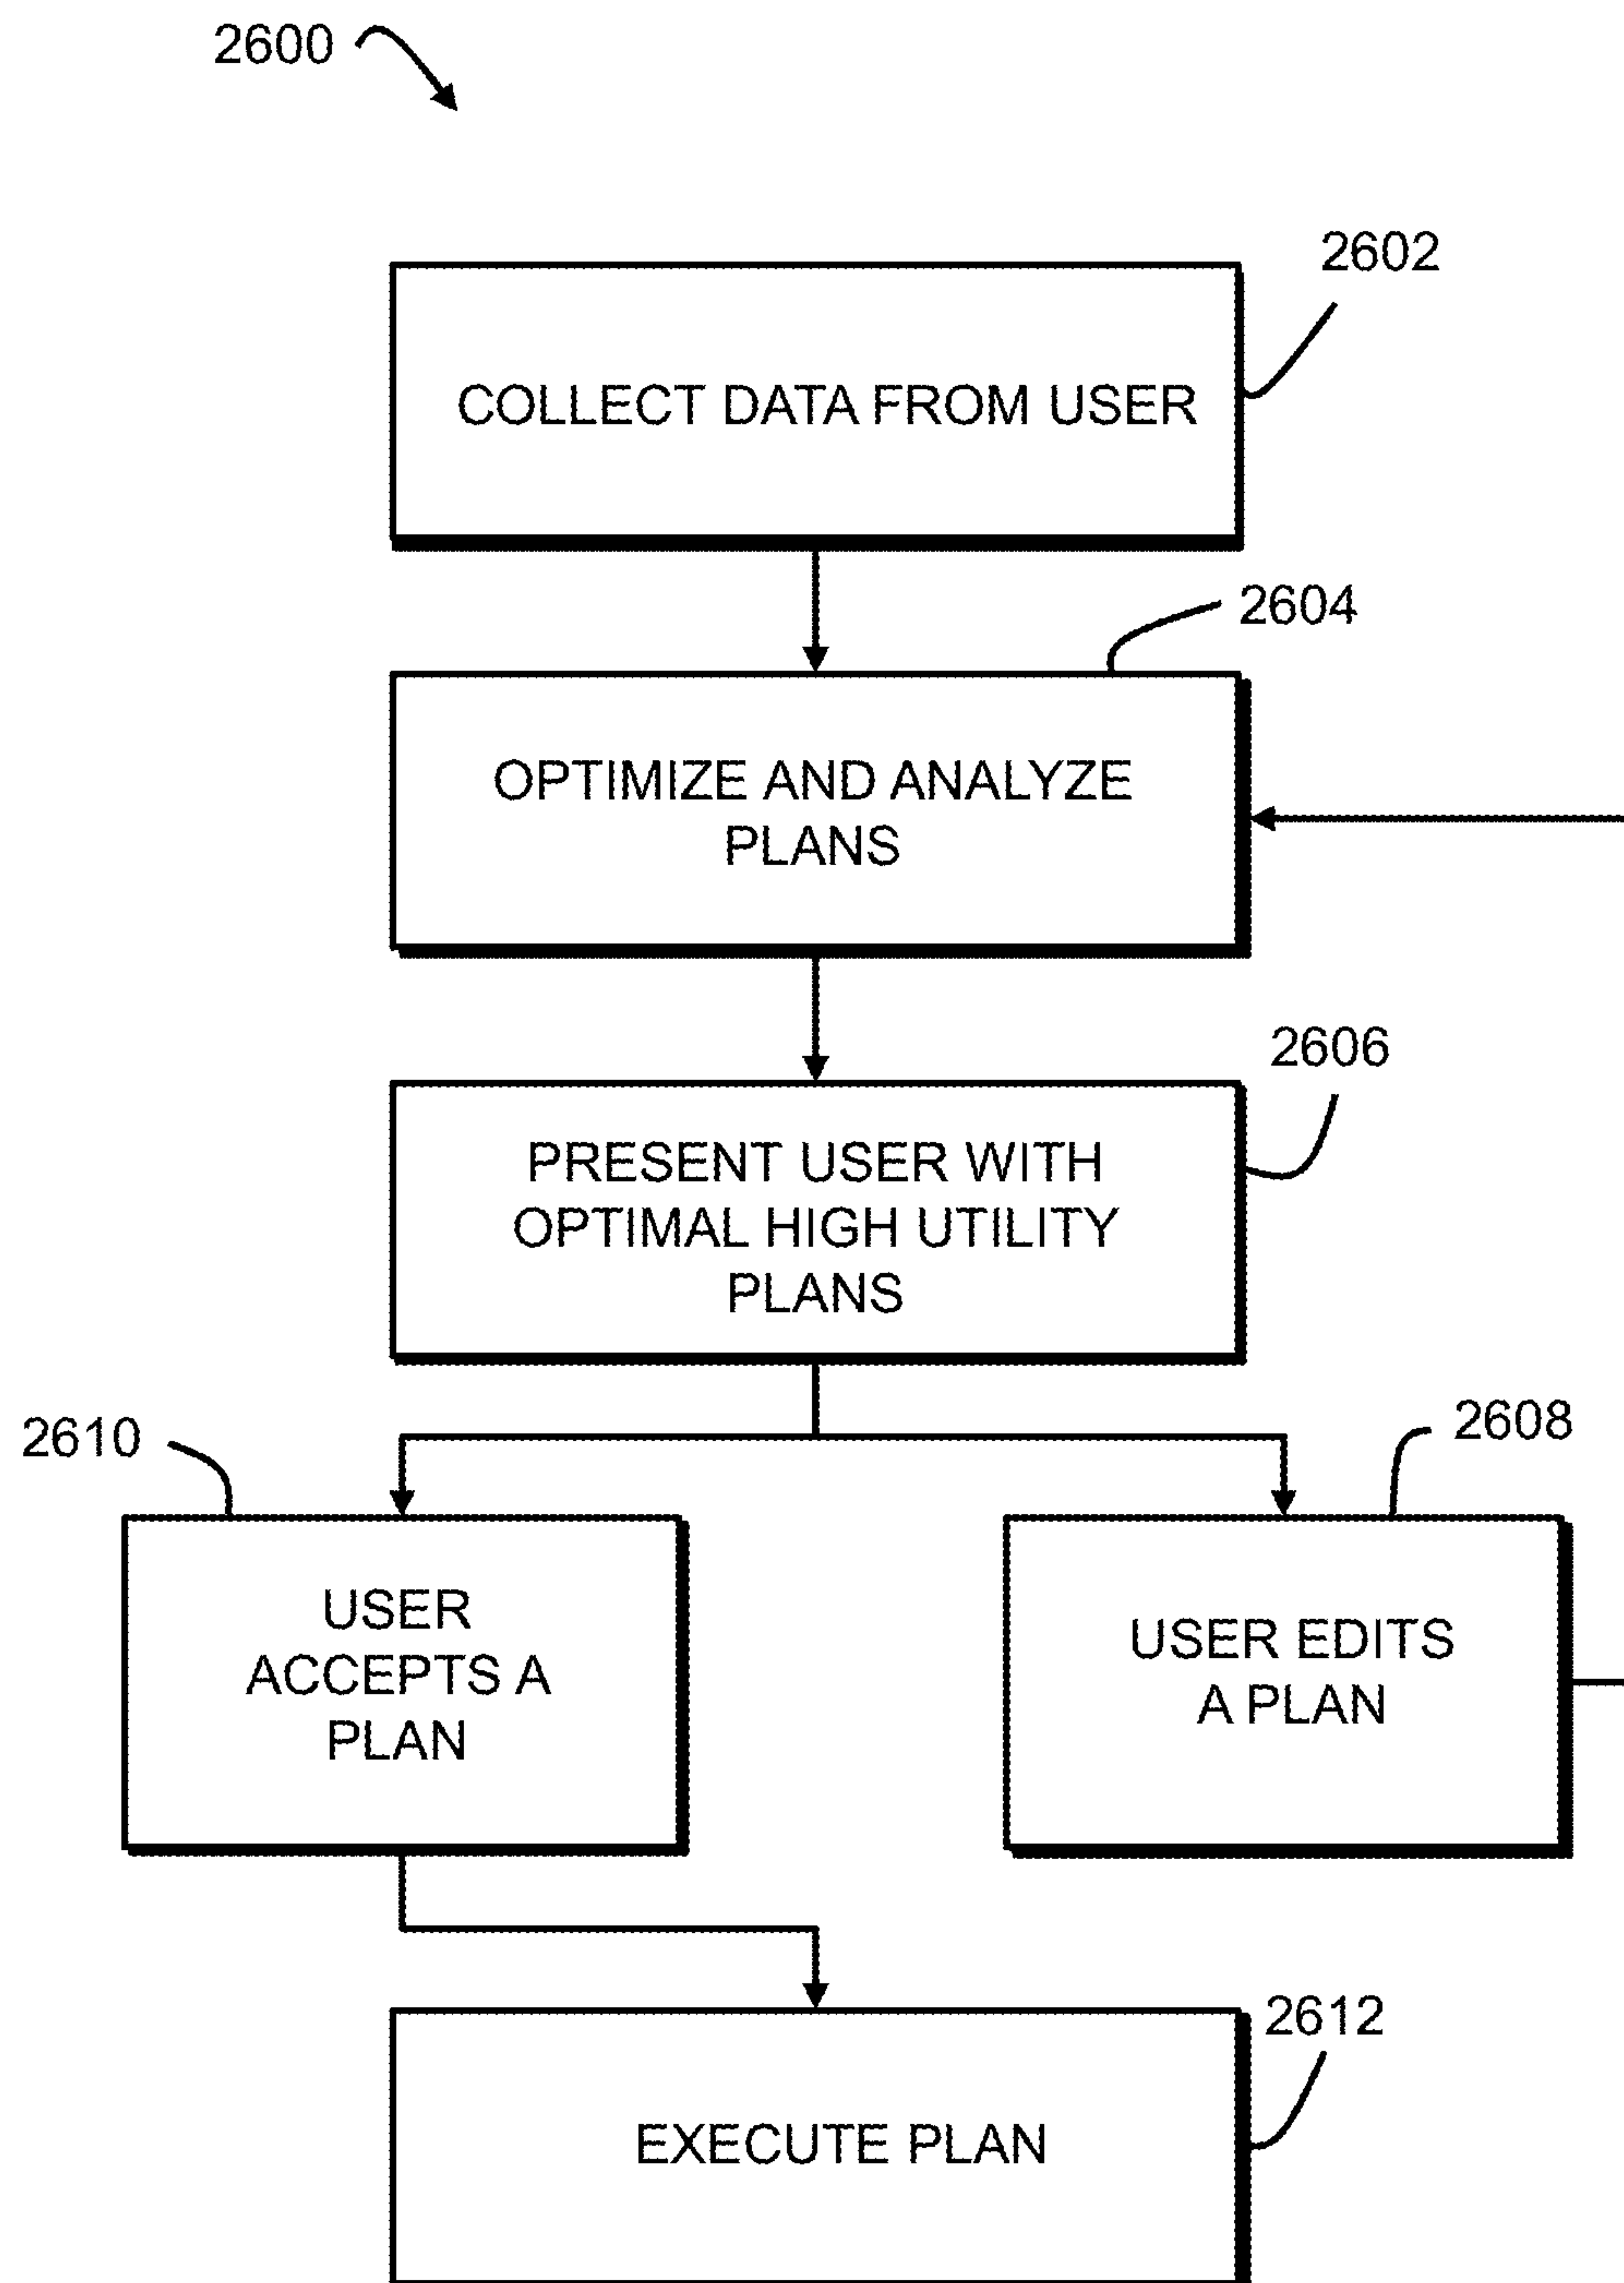 2600
2602
COLLECT DATA FROM USER
2604
OPTIMIZE AND ANALYZE
PLANS
2606
PRESENT USER WITH
OPTIMAL HIGH UTILITY
PLANS
2610
2608
USER
ACCEPTS A
PLAN
USER EDITS
A PLAN
2612
EXECUTE PLAN